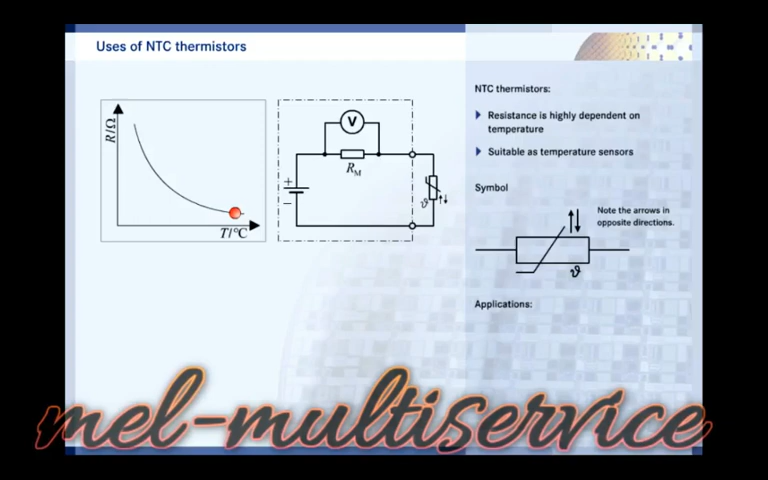 Uses of NTC thermistors
R/Ω
T/°C
V
R_M
+
−
ϑ
NTC thermistors:
Resistance is highly dependent on
temperature
Suitable as temperature sensors
Symbol
Note the arrows in
opposite directions.
ϑ
Applications:
mel-multiservice